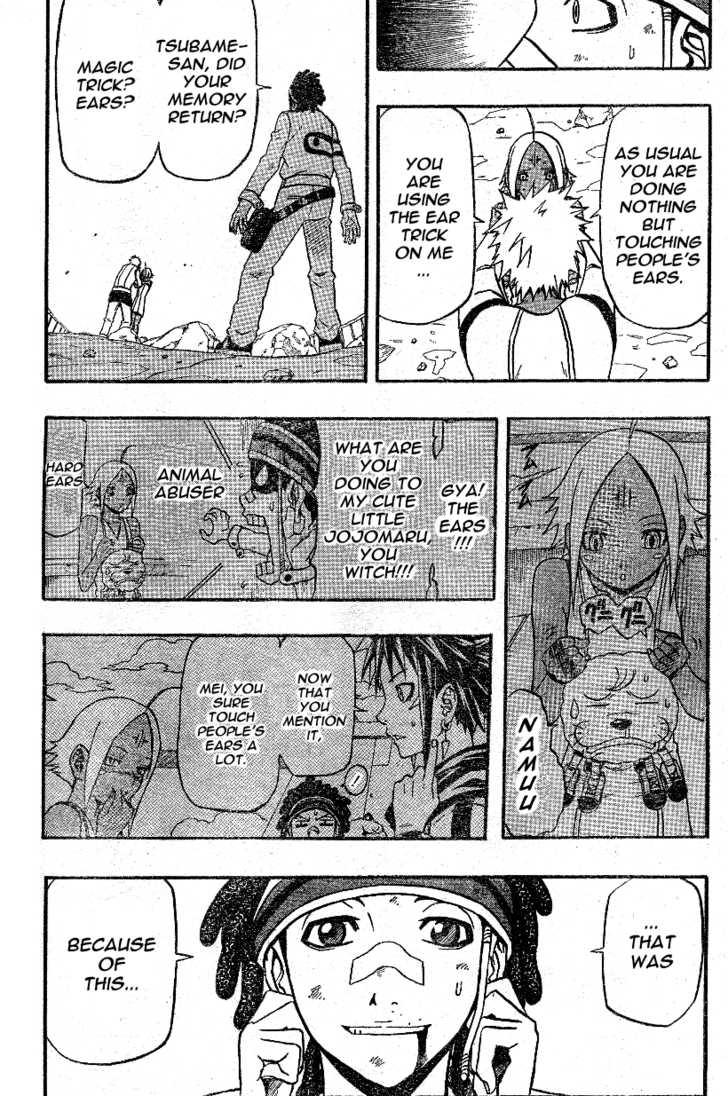 AS USUAL
YOU ARE
DOING
NOTHING
BUT
TOUCHING
PEOPLE'S
EARS.
YOU
ARE
USING
THE EAR
TRICK
ON ME
...
TSUBAME-
SAN, DID
YOUR
MEMORY
RETURN?
MAGIC
TRICK?
EARS?
NAMUU
GYA!
THE
EARS
!!!
WHAT ARE
YOU
DOING TO
MY CUTE
LITTLE
JOJOMARU,
YOU
WITCH!!!
ANIMAL
ABUSER
HARD
EARS
NOW
THAT
YOU
MENTION
IT,
MEI, YOU
SURE
TOUCH
PEOPLE'S
EARS A
LOT.
!
...
THAT
WAS
BECAUSE
OF
THIS...